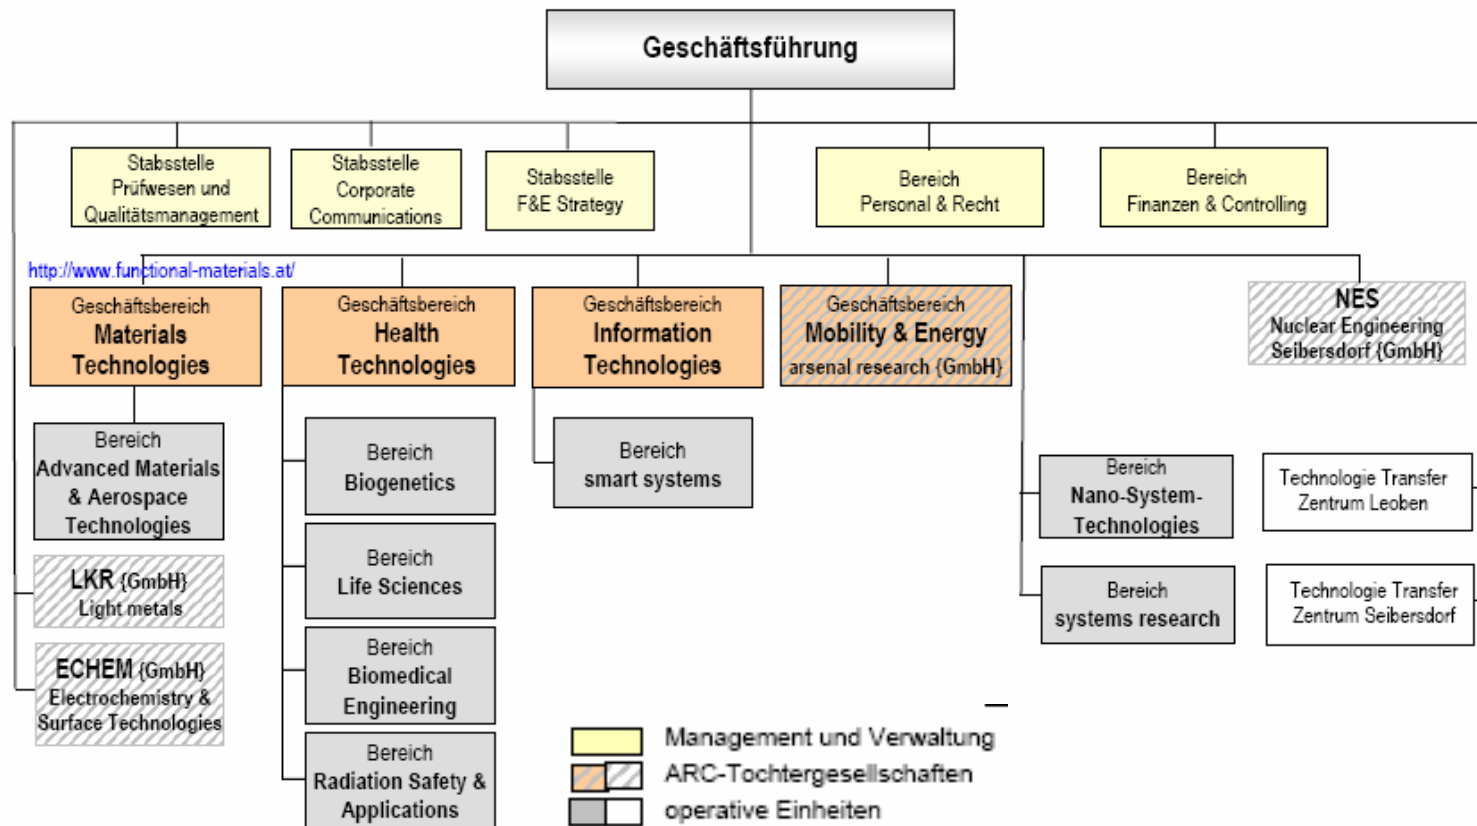 Geschäftsführung
Stabsstelle
Prüfwesen und
Qualitätsmanagement
Stabsstelle
Corporate
Communications
Stabsstelle
F&E Strategy
Bereich
Personal & Recht
Bereich
Finanzen & Controlling
http://www.functional-materials.at/
Geschäftsbereich
Materials
Technologies
Geschäftsbereich
Health
Technologies
Geschäftsbereich
Information
Technologies
Geschäftsbereich
Mobility & Energy
arsenal research {GmbH}
NES
Nuclear Engineering
Seibersdorf {GmbH}
Bereich
Advanced Materials
& Aerospace
Technologies
LKR {GmbH}
Light metals
ECHEM {GmbH}
Electrochemistry &
Surface Technologies
Bereich
Biogenetics
Bereich
Life Sciences
Bereich
Biomedical
Engineering
Bereich
Radiation Safety &
Applications
Bereich
smart systems
Bereich
Nano-System-
Technologies
Bereich
systems research
Technologie Transfer
Zentrum Leoben
Technologie Transfer
Zentrum Seibersdorf
Management und Verwaltung
ARC-Tochtergesellschaften
operative Einheiten